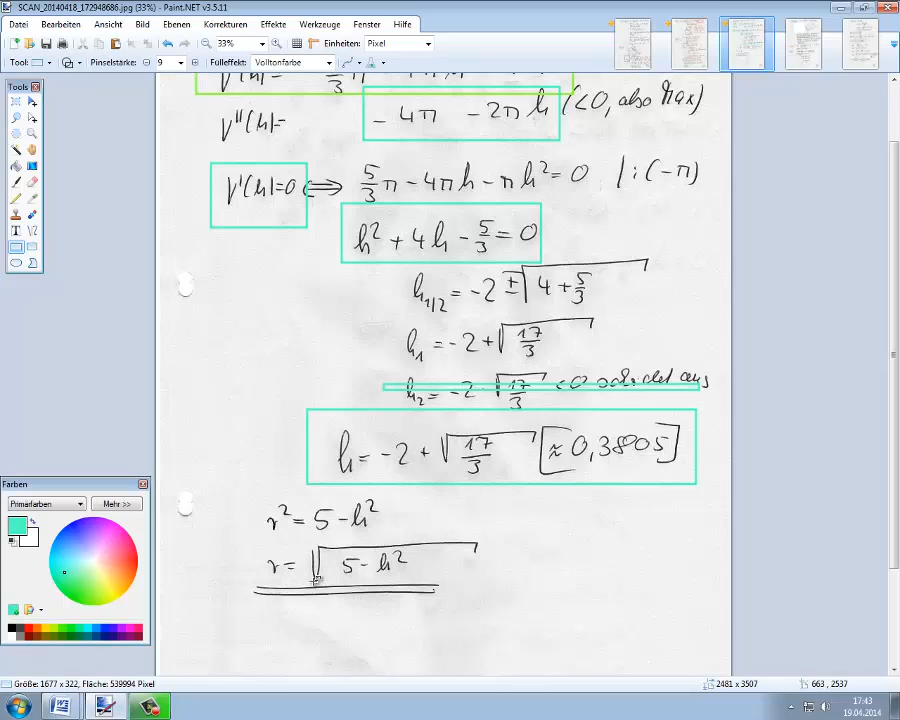 SCAN_20140418_172948686.jpg (33%) - Paint.NET v3.5.11
Datei Bearbeiten Ansicht Bild Ebenen Korrekturen Effekte Werkzeuge Fenster Hilfe
33% Einheiten: Pixel
Tool: Pinselstärke: 9 Fülleffekt: Volltonfarbe
Tools
V''(h)= -4π - 2πh (<0, also Max)
V'(h)=0 ⟺ 5/3 π - 4πh - πh² = 0 | : (-π)
h² + 4h - 5/3 = 0
h₁/₂ = -2 ± √(4 + 5/3)
h₁ = -2 + √(17/3)
h₂ = -2 - √(17/3) <0 scheidet aus
h = -2 + √(17/3) [≈ 0,3805]
r² = 5 - h²
r = √(5 - h²)
Farben
Primärfarben Mehr >>
Größe: 1677 x 322, Fläche: 539994 Pixel 2481 x 3507 663, 2537
17:43
19.04.2014